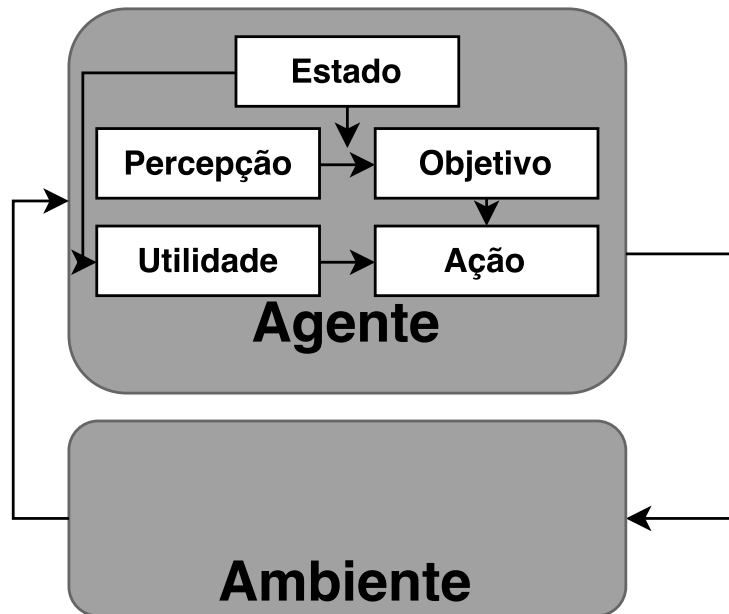 Estado
Percepção
Objetivo
Utilidade
Ação
Agente
Ambiente